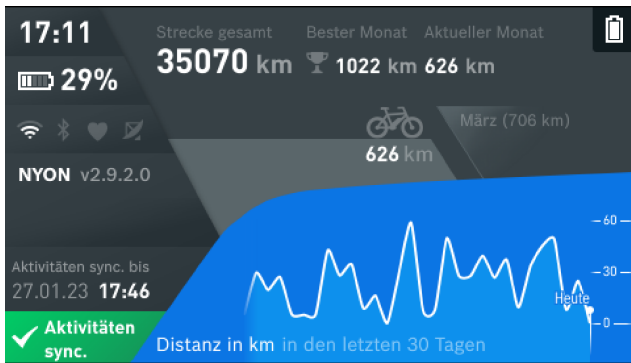 17:11
Strecke gesamt
Bester Monat
Aktueller Monat
35070 km
1022 km
626 km
29%
März (706 km)
626 km
NYON v2.9.2.0
60
Aktivitäten sync. bis
27.01.23 17:46
30
Heute
0
Aktivitäten
sync.
Distanz in km in den letzten 30 Tagen